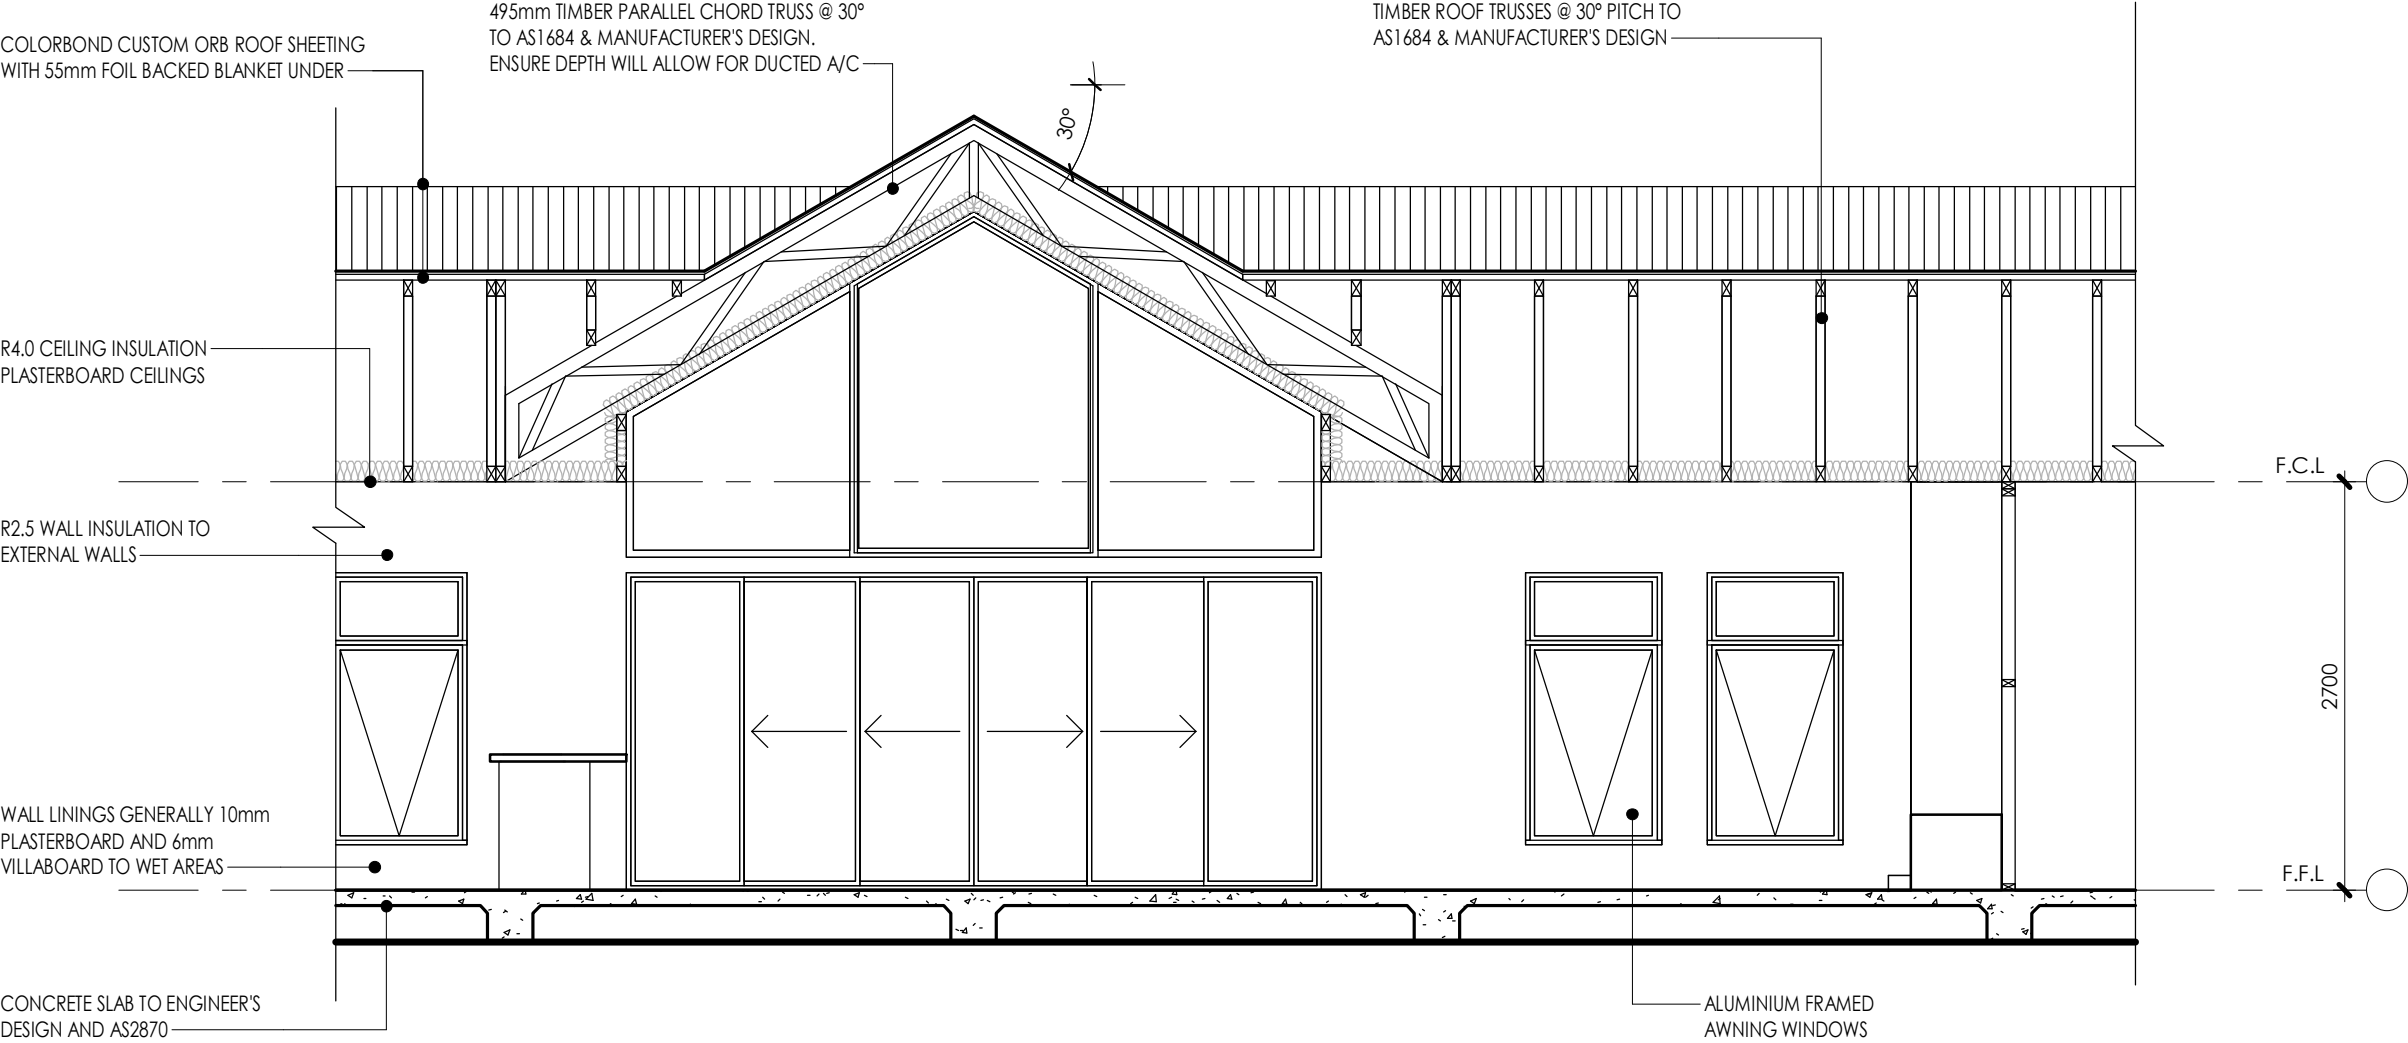 495mm TIMBER PARALLEL CHORD TRUSS @ 30°
TO AS1684 & MANUFACTURER'S DESIGN.
ENSURE DEPTH WILL ALLOW FOR DUCTED A/C
TIMBER ROOF TRUSSES @ 30° PITCH TO
AS1684 & MANUFACTURER'S DESIGN
COLORBOND CUSTOM ORB ROOF SHEETING
WITH 55mm FOIL BACKED BLANKET UNDER
30°
R4.0 CEILING INSULATION
PLASTERBOARD CEILINGS
F.C.L
R2.5 WALL INSULATION TO
EXTERNAL WALLS
2700
WALL LININGS GENERALLY 10mm
PLASTERBOARD AND 6mm
VILLABOARD TO WET AREAS
F.F.L
CONCRETE SLAB TO ENGINEER'S
DESIGN AND AS2870
ALUMINIUM FRAMED
AWNING WINDOWS